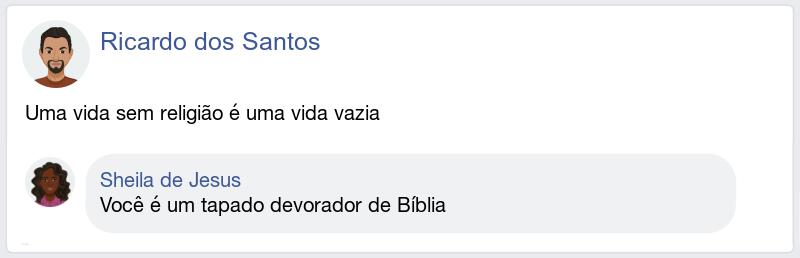 Ricardo dos Santos
Uma vida sem religião é uma vida vazia
Sheila de Jesus
Você é um tapado devorador de Bíblia